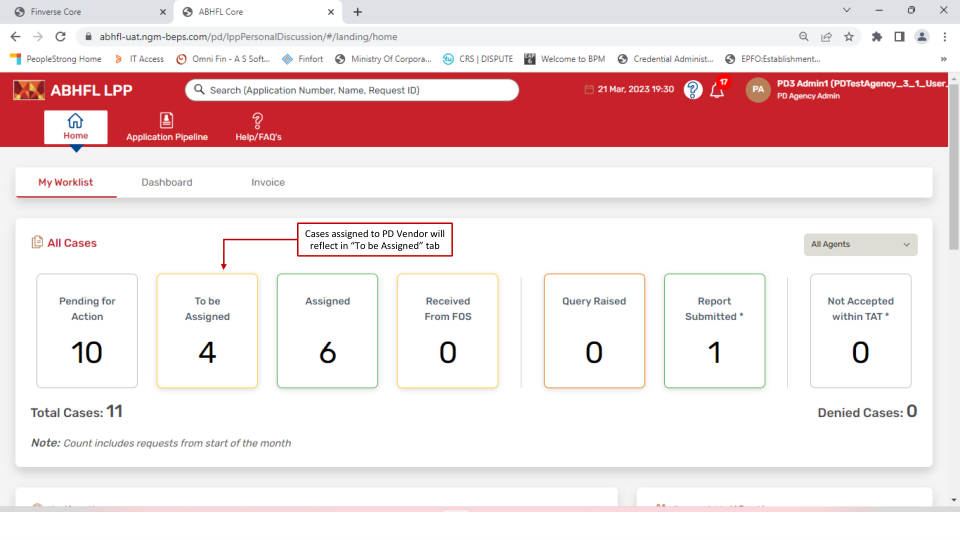 Finverse Core
ABHFL Core
abhfl-uat.ngm-beps.com/pd/lppPersonalDiscussion/#/landing/home
PeopleStrong Home
IT Access
Omni Fin - A S Soft...
Finfort
Ministry Of Corpora...
CRS | DISPUTE
Welcome to BPM
Credential Administ...
EPFO:Establishment...
ABHFL LPP
Search (Application Number, Name, Request ID)
21 Mar, 2023 19:30
17
PA
PD3 Admin1 (PDTestAgency_3_1_User_
PD Agency Admin
Home
Application Pipeline
Help/FAQ's
My Worklist
Dashboard
Invoice
Cases assigned to PD Vendor will
reflect in “To be Assigned” tab
All Cases
All Agents
Pending for
Action
10
To be
Assigned
4
Assigned
6
Received
From FOS
0
Query Raised
0
Report
Submitted *
1
Not Accepted
within TAT *
0
Total Cases: 11
Denied Cases: 0
Note: Count includes requests from start of the month